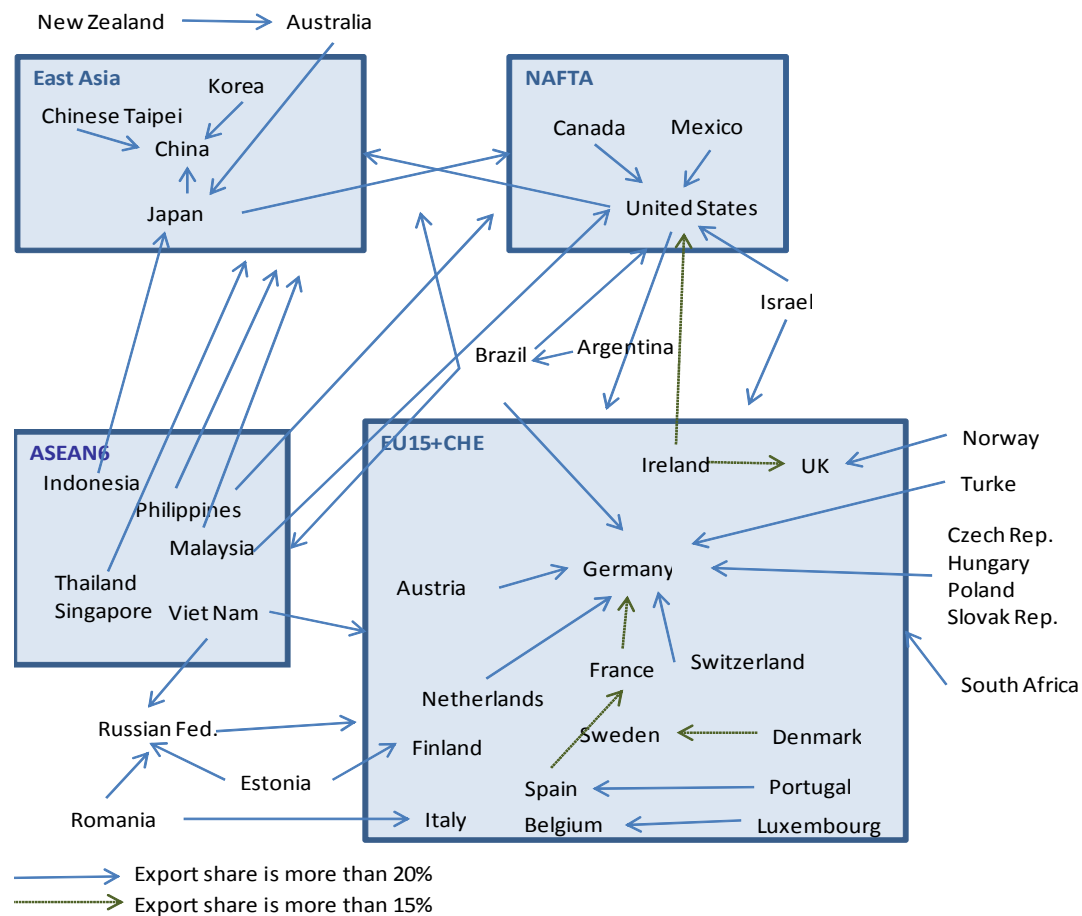 New Zealand
Australia
East Asia
Korea
Chinese Taipei
China
Japan
NAFTA
Canada
Mexico
United States
Israel
Brazil
Argentina
ASEAN6
Indonesia
Philippines
Malaysia
Thailand
Singapore
Viet Nam
EU15+CHE
Ireland
UK
Norway
Turke
Czech Rep.
Hungary
Poland
Slovak Rep.
Germany
Austria
Switzerland
France
Netherlands
South Africa
Russian Fed.
Finland
Sweden
Denmark
Estonia
Spain
Portugal
Romania
Italy
Belgium
Luxembourg
Export share is more than 20%
Export share is more than 15%